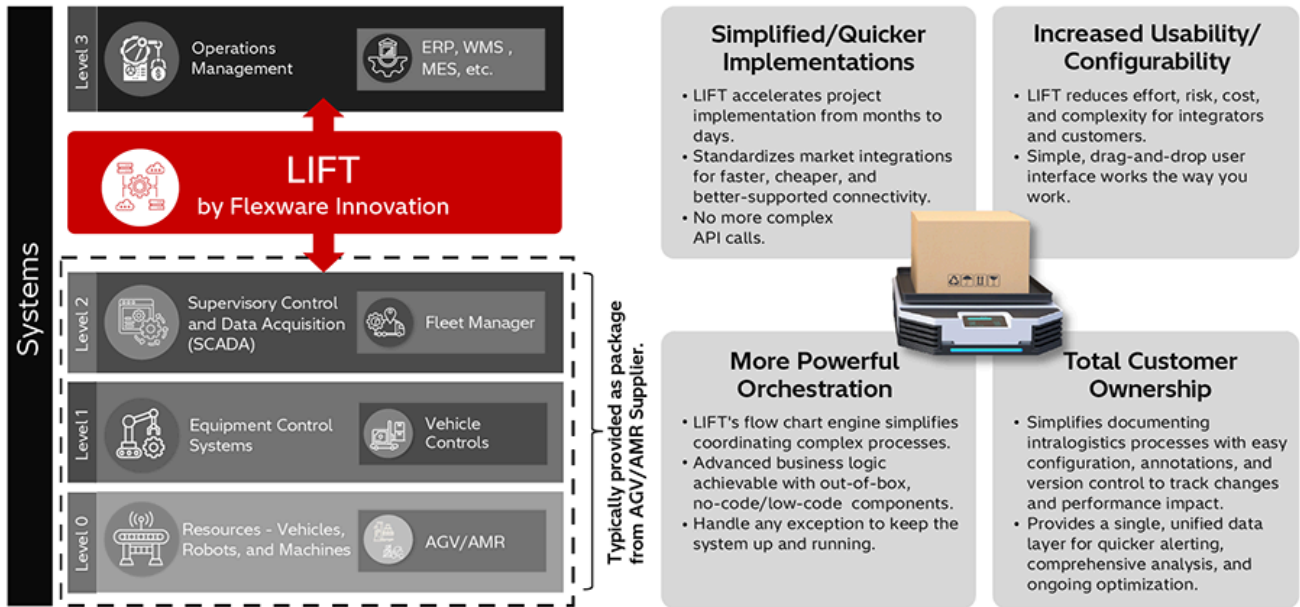 Systems
Level 3
Operations
Management
ERP, WMS ,
MES, etc.
LIFT
by Flexware Innovation
Level 2
Supervisory Control
and Data Acquisition
(SCADA)
Fleet Manager
Level 1
Equipment Control
Systems
Vehicle
Controls
Level 0
Resources - Vehicles,
Robots, and Machines
AGV/AMR
Typically provided as package
from AGV/AMR Supplier.
Simplified/Quicker
Implementations
• LIFT accelerates project
implementation from months to
days.
• Standardizes market integrations
for faster, cheaper, and
better-supported connectivity.
• No more complex
API calls.
Increased Usability/
Configurability
• LIFT reduces effort, risk, cost,
and complexity for integrators
and customers.
• Simple, drag-and-drop user
interface works the way you
work.
More Powerful
Orchestration
• LIFT's flow chart engine simplifies
coordinating complex processes.
• Advanced business logic
achievable with out-of-box,
no-code/low-code components.
• Handle any exception to keep the
system up and running.
Total Customer
Ownership
• Simplifies documenting
intralogistics processes with easy
configuration, annotations, and
version control to track changes
and performance impact.
• Provides a single, unified data
layer for quicker alerting,
comprehensive analysis, and
ongoing optimization.